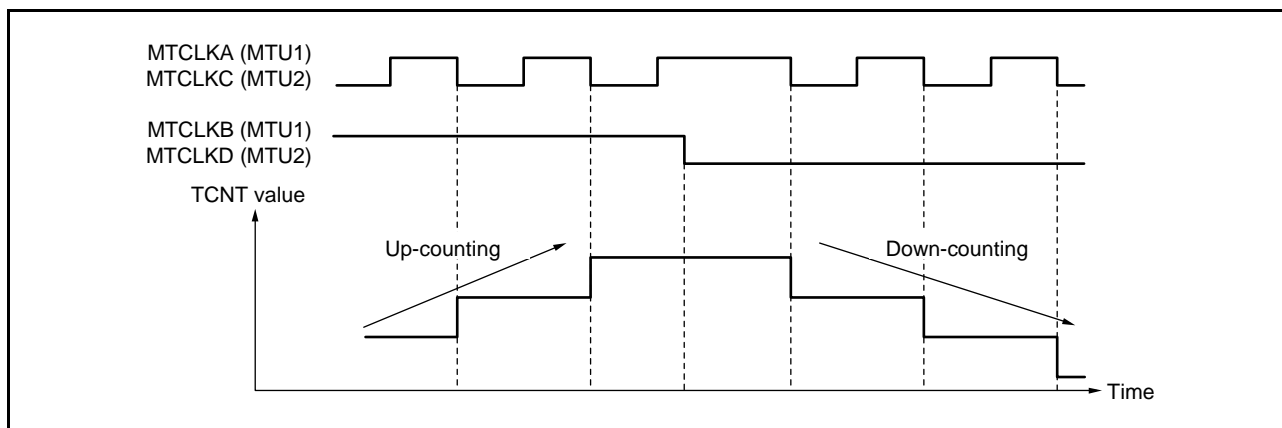 MTCLKA (MTU1)
MTCLKC (MTU2)
MTCLKB (MTU1)
MTCLKD (MTU2)
TCNT value
Up-counting
Down-counting
Time